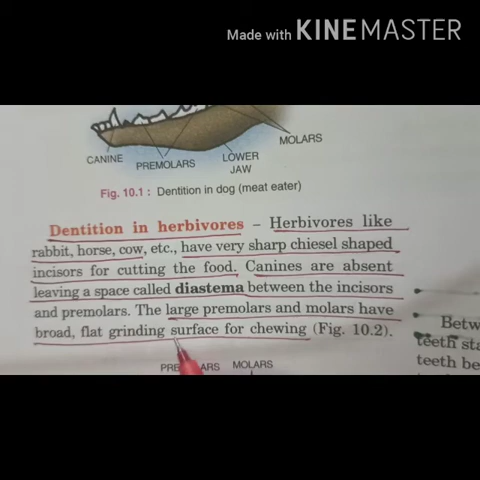 Made with KINEMASTER
MOLARS
CANINE
PREMOLARS
LOWER
JAW
Fig. 10.1 : Dentition in dog (meat eater)
Dentition in herbivores – Herbivores like
rabbit, horse, cow, etc., have very sharp chiesel shaped
incisors for cutting the food. Canines are absent
leaving a space called diastema between the incisors
and premolars. The large premolars and molars have
broad, flat grinding surface for chewing (Fig. 10.2).
MOLARS
Betw
teeth sta
teeth be